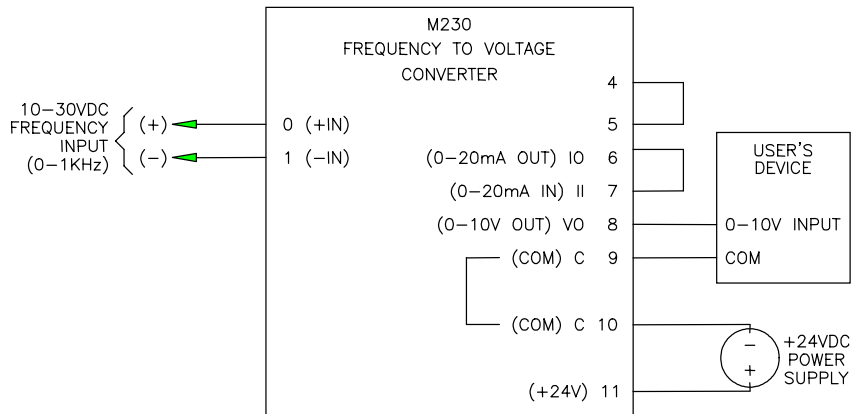 M230
FREQUENCY TO VOLTAGE
CONVERTER
10-30VDC
FREQUENCY
INPUT
(0-1KHz)
(+)
(-)
0 (+IN)
1 (-IN)
4
5
(0-20mA OUT) IO 6
(0-20mA IN) II 7
(0-10V OUT) VO 8
(COM) C 9
(COM) C 10
(+24V) 11
USER'S
DEVICE
0-10V INPUT
COM
-
+
+24VDC
POWER
SUPPLY